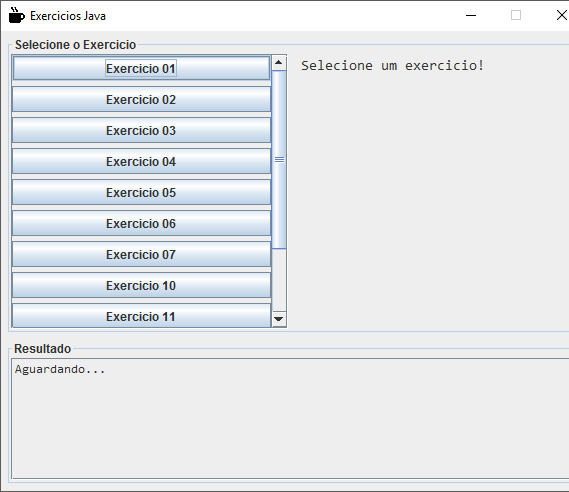 Exercicios Java
Selecione o Exercicio
Exercicio 01
Exercicio 02
Exercicio 03
Exercicio 04
Exercicio 05
Exercicio 06
Exercicio 07
Exercicio 10
Exercicio 11
Selecione um exercicio!
Resultado
Aguardando...